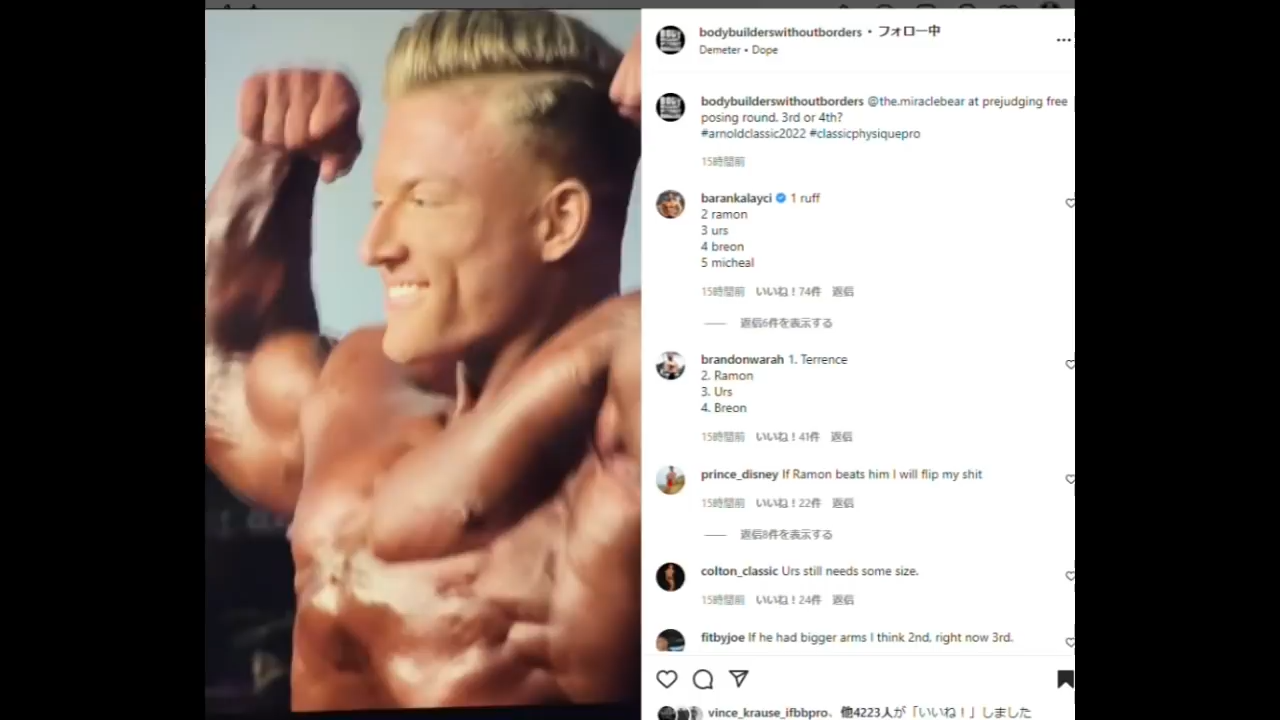 bodybuilderswithoutborders • フォロー中
Demeter • Dope
bodybuilderswithoutborders @the.miraclebear at prejudging free
posing round. 3rd or 4th?
#arnoldclassic2022 #classicphysiquepro
15時間前
barankalayci 1 ruff
2 ramon
3 urs
4 breon
5 micheal
15時間前 いいね！74件 返信
返信6件を表示する
brandonwarah 1. Terrence
2. Ramon
3. Urs
4. Breon
15時間前 いいね！41件 返信
prince_disney If Ramon beats him I will flip my shit
15時間前 いいね！22件 返信
返信8件を表示する
colton_classic Urs still needs some size.
15時間前 いいね！24件 返信
fitbyjoe If he had bigger arms I think 2nd, right now 3rd.
vince_krause_ifbbpro、他4223人が「いいね！」しました